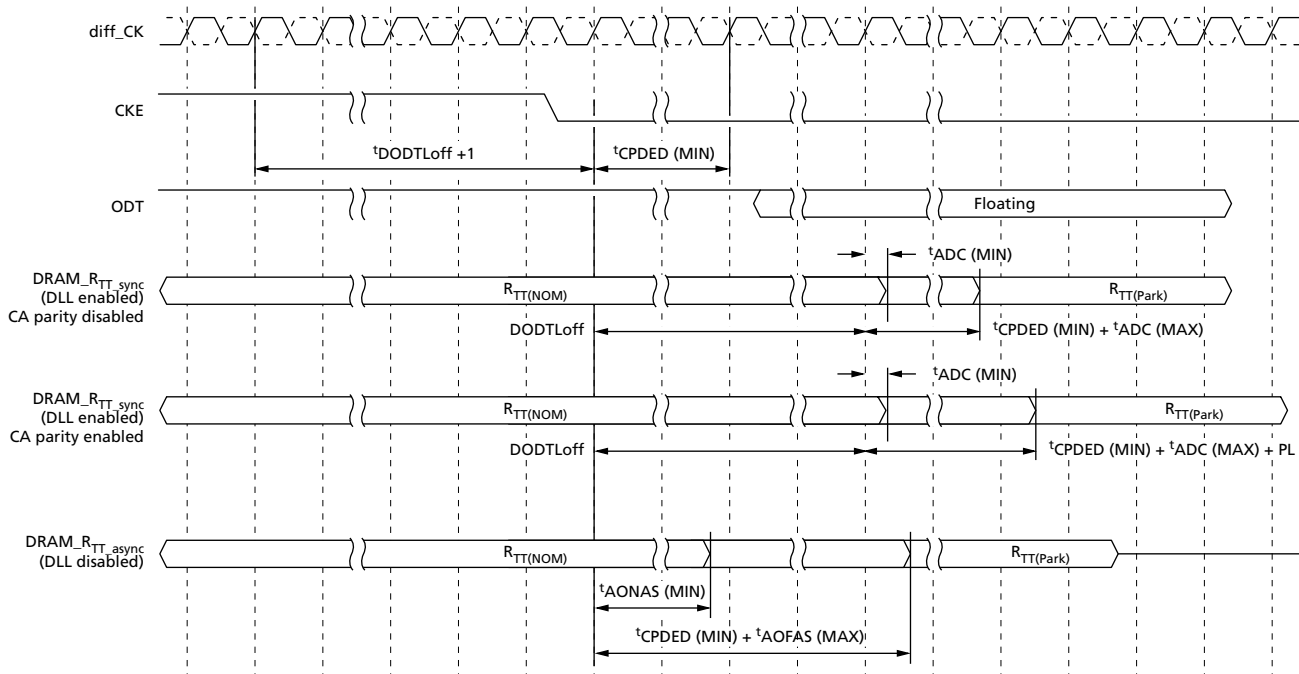 diff_CK
CKE
tDODTLoff +1
tCPDED (MIN)
ODT
Floating
tADC (MIN)
DRAM_RTT_sync
(DLL enabled)
CA parity disabled
RTT(NOM)
RTT(Park)
DODTLoff
tCPDED (MIN) + tADC (MAX)
tADC (MIN)
DRAM_RTT_sync
(DLL enabled)
CA parity enabled
RTT(NOM)
RTT(Park)
DODTLoff
tCPDED (MIN) + tADC (MAX) + PL
DRAM_RTT_async
(DLL disabled)
RTT(NOM)
RTT(Park)
tAONAS (MIN)
tCPDED (MIN) + tAOFAS (MAX)